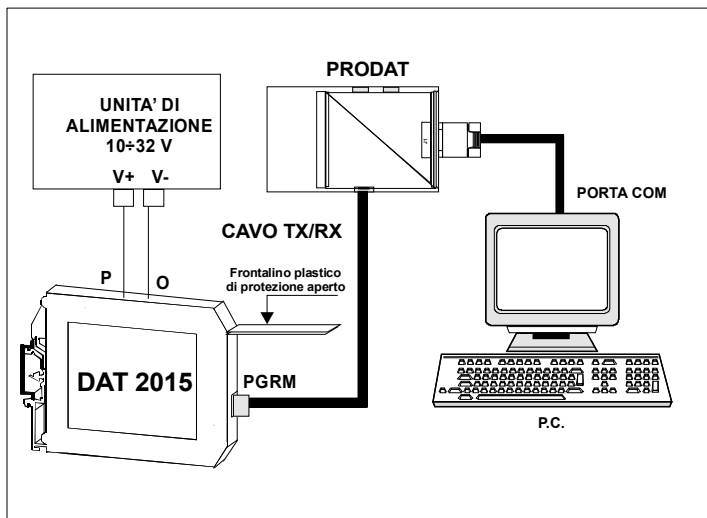 PRODAT
UNITA' DI
ALIMENTAZIONE
10÷32 V
V+ V-
J1
PORTA COM
CAVO TX/RX
P O
Frontalino plastico
di protezione aperto
DAT 2015
PGRM
P.C.